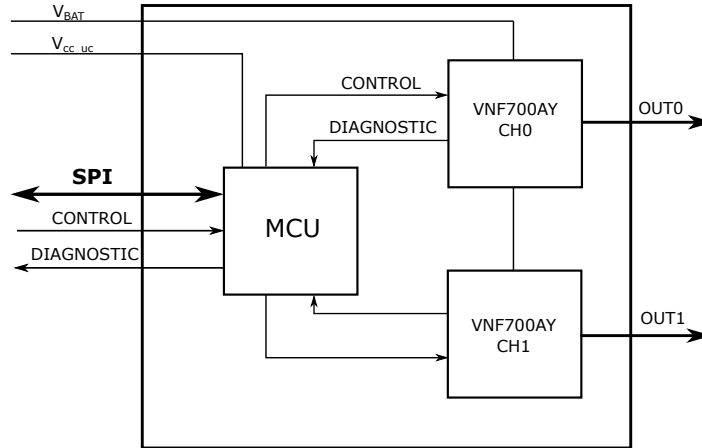 V_BAT
V_cc_uc
CONTROL
VNF700AY
CH0
OUT0
DIAGNOSTIC
SPI
MCU
CONTROL
DIAGNOSTIC
VNF700AY
CH1
OUT1